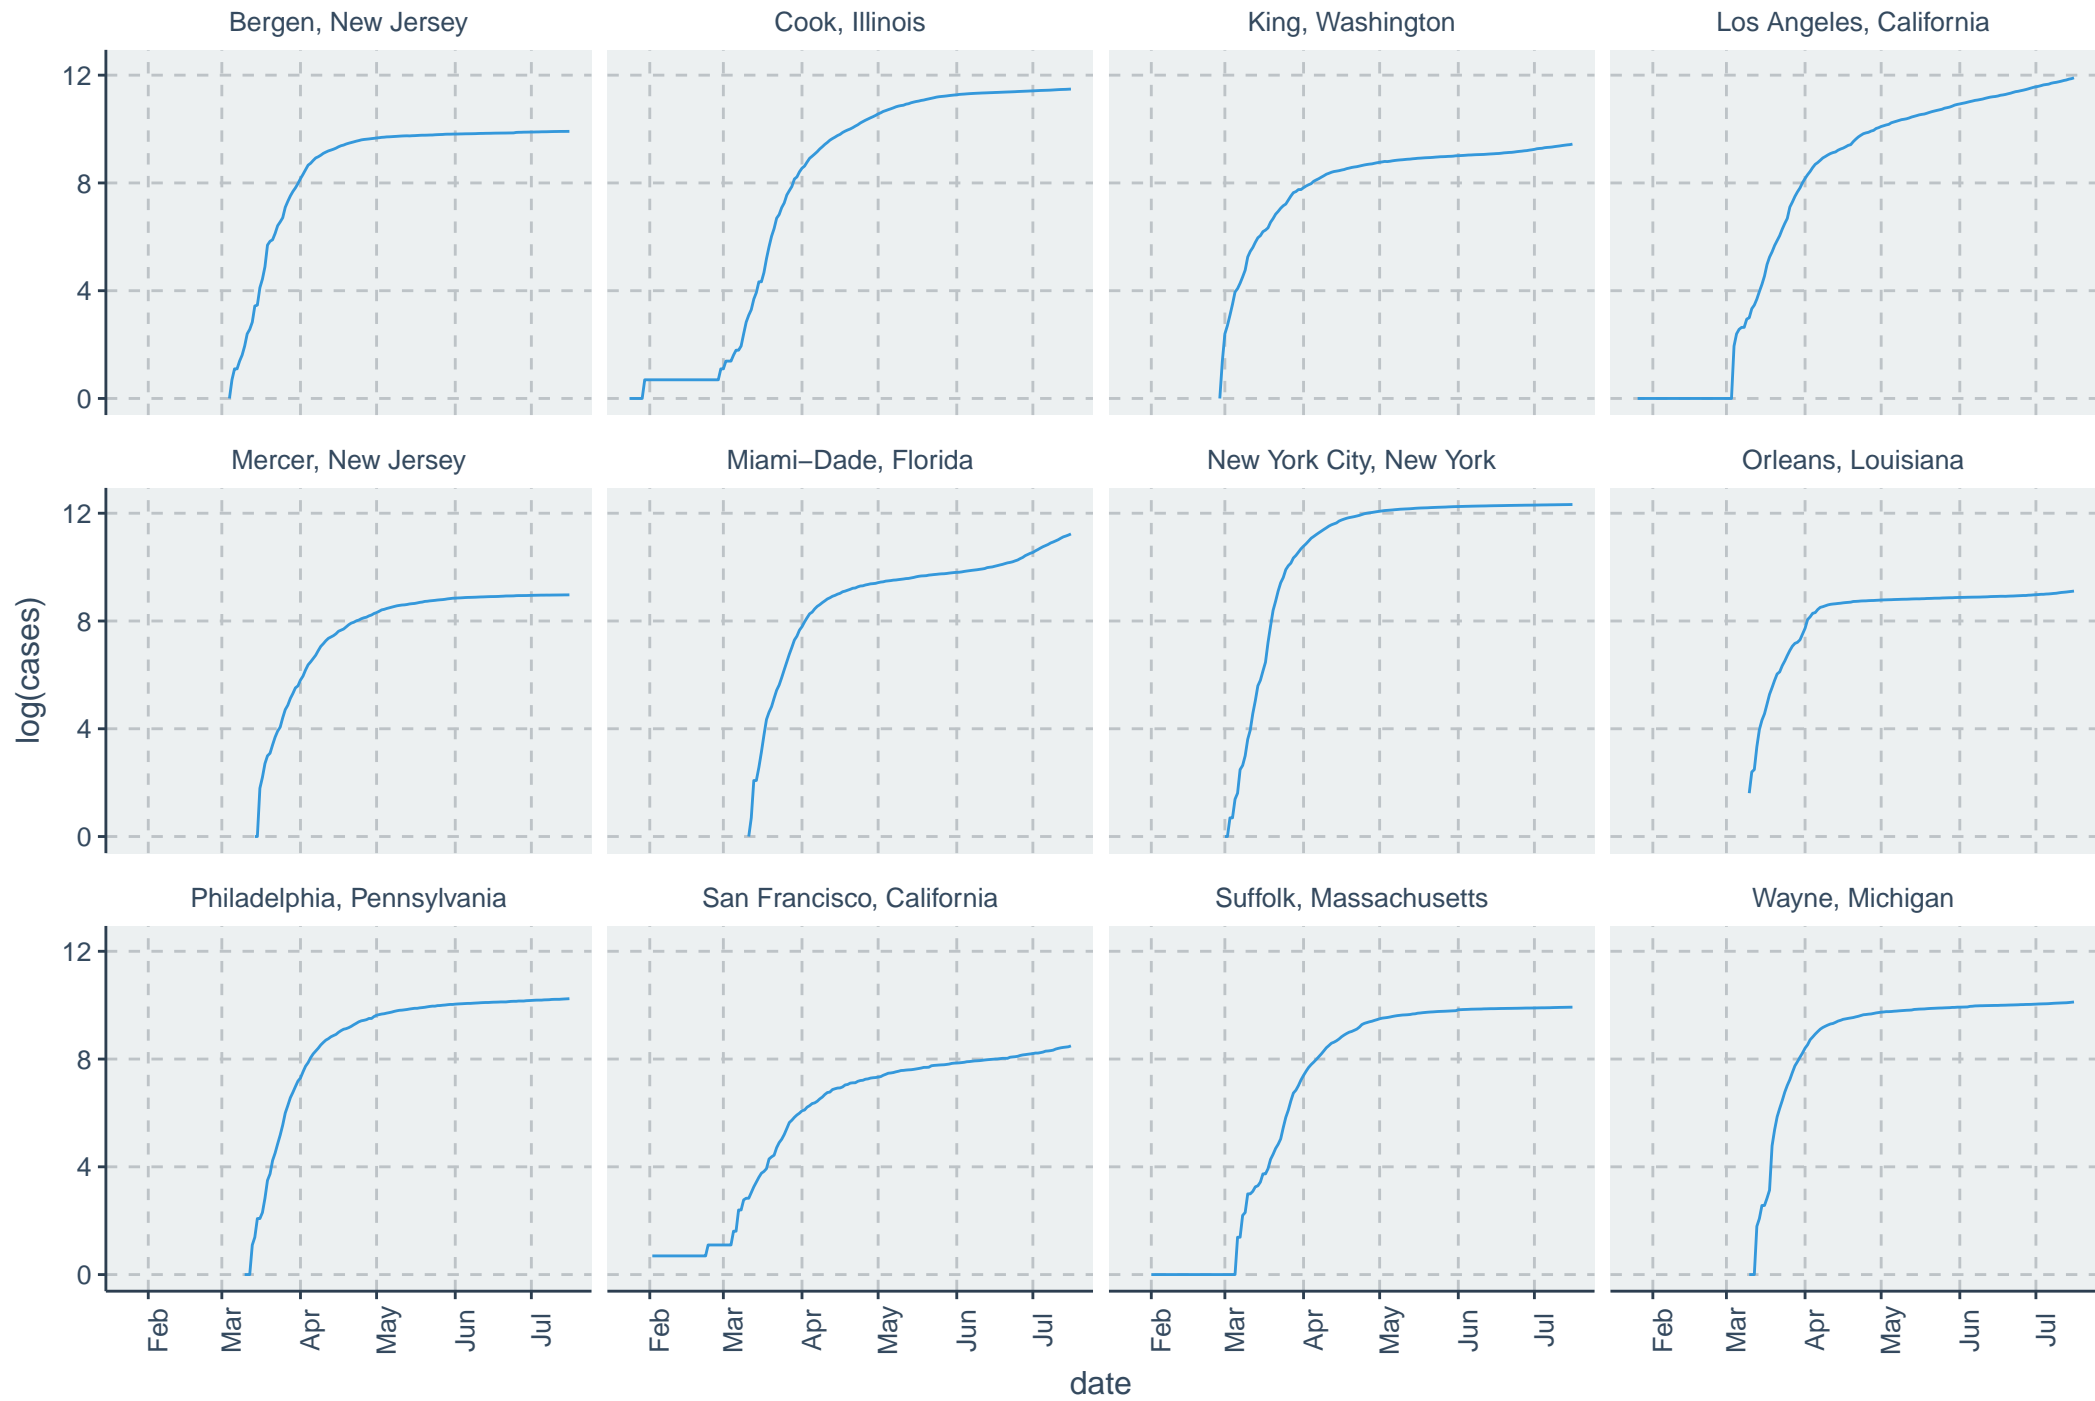 Bergen, New Jersey
Cook, Illinois
King, Washington
Los Angeles, California
12
8
4
0
Mercer, New Jersey
Miami−Dade, Florida
New York City, New York
Orleans, Louisiana
12
8
4
0
log(cases)
Philadelphia, Pennsylvania
San Francisco, California
Suffolk, Massachusetts
Wayne, Michigan
12
8
4
0
Feb
Mar
Apr
May
Jun
Jul
Feb
Mar
Apr
May
Jun
Jul
Feb
Mar
Apr
May
Jun
Jul
Feb
Mar
Apr
May
Jun
Jul
date